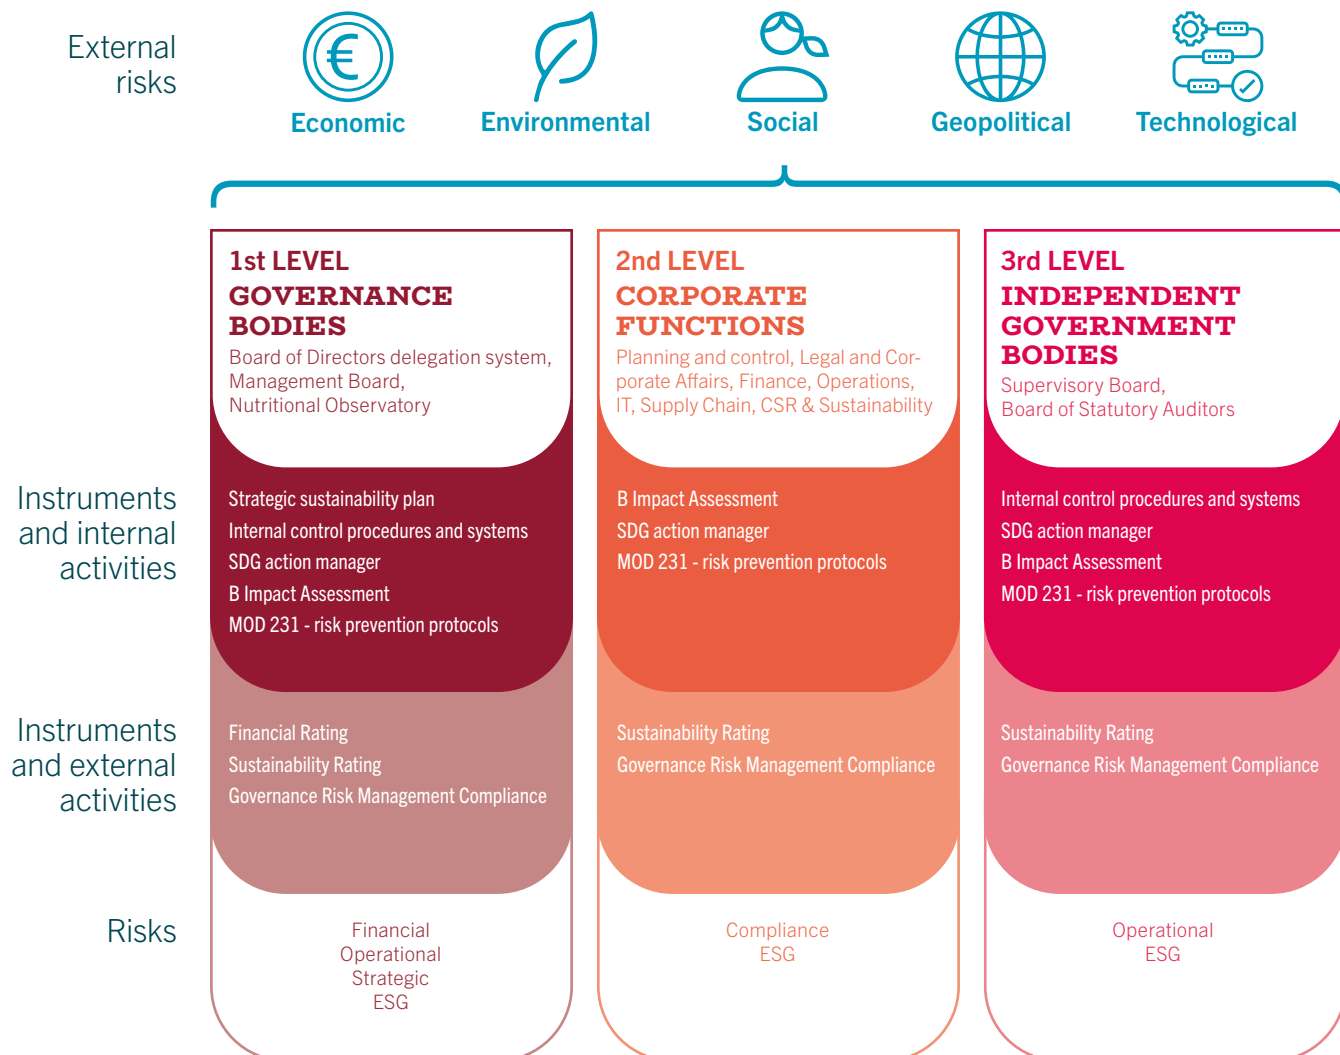 External
risks
€
Economic
Environmental
Social
Geopolitical
Technological
1st LEVEL
GOVERNANCE
BODIES
Board of Directors delegation system,
Management Board,
Nutritional Observatory
2nd LEVEL
CORPORATE
FUNCTIONS
Planning and control, Legal and Cor-
porate Affairs, Finance, Operations,
IT, Supply Chain, CSR & Sustainability
3rd LEVEL
INDEPENDENT
GOVERNMENT
BODIES
Supervisory Board,
Board of Statutory Auditors
Instruments
and internal
activities
Strategic sustainability plan
Internal control procedures and systems
SDG action manager
B Impact Assessment
MOD 231 - risk prevention protocols
B Impact Assessment
SDG action manager
MOD 231 - risk prevention protocols
Internal control procedures and systems
SDG action manager
B Impact Assessment
MOD 231 - risk prevention protocols
Instruments
and external
activities
Financial Rating
Sustainability Rating
Governance Risk Management Compliance
Sustainability Rating
Governance Risk Management Compliance
Sustainability Rating
Governance Risk Management Compliance
Risks
Financial
Operational
Strategic
ESG
Compliance
ESG
Operational
ESG